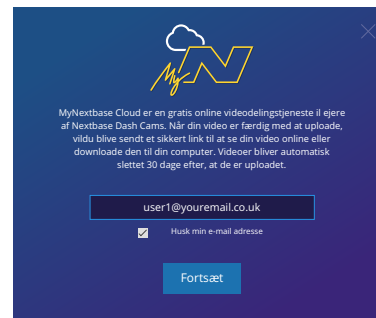 My N
MyNextbase Cloud er en gratis online videodelingstjeneste il ejere
af Nextbase Dash Cams. Når din video er færdig med at uploade,
vildu blive sendt et sikkert link til at se din video online eller
downloade den til din computer. Videoer bliver automatisk
slettet 30 dage efter, at de er uploadet.
user1@youremail.co.uk
Husk min e-mail adresse
Fortsæt